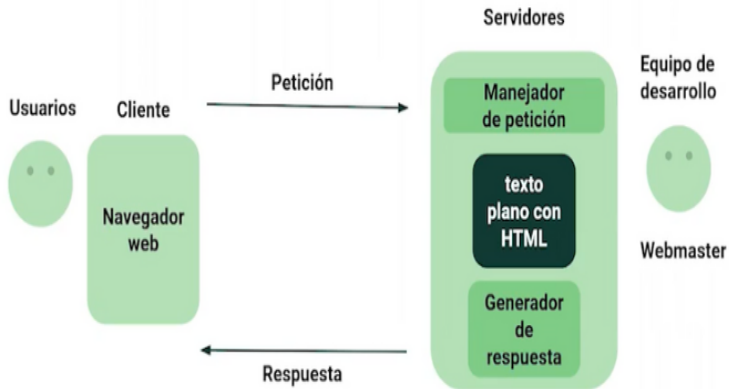 Servidores
Usuarios
Cliente
Petición
Navegador
web
Respuesta
Manejador
de petición
texto
plano con
HTML
Generador
de
respuesta
Equipo de
desarrollo
Webmaster